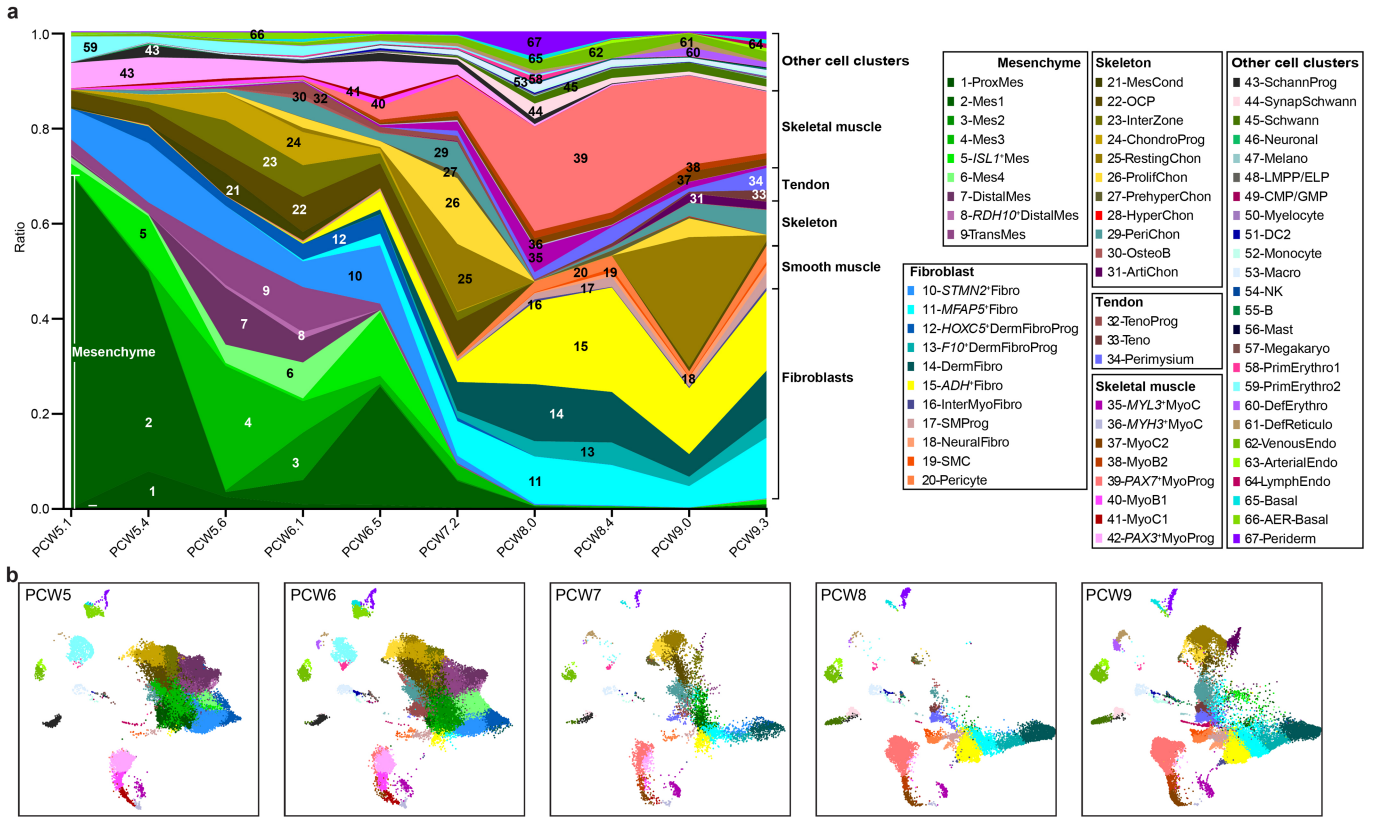 a
1.0
0.8
0.6
0.4
0.2
0.0
Ratio
59
43
43
66
41
40
30
32
24
23
21
22
5
9
7
8
6
4
3
2
1
Mesenchyme
12
10
29
27
26
25
67
65
58
53
45
44
62
61
60
64
39
38
37
36
35
34
33
31
20
19
17
16
18
15
14
13
11
PCW5.1
PCW5.4
PCW5.6
PCW6.1
PCW6.5
PCW7.2
PCW8.0
PCW8.4
PCW9.0
PCW9.3
Other cell clusters
Skeletal muscle
Tendon
Skeleton
Smooth muscle
Fibroblasts
Mesenchyme
1-ProxMes
2-Mes1
3-Mes2
4-Mes3
5-ISL1+Mes
6-Mes4
7-DistalMes
8-RDH10+DistalMes
9-TransMes
Fibroblast
10-STMN2+Fibro
11-MFAP5+Fibro
12-HOXC5+DermFibroProg
13-F10+DermFibroProg
14-DermFibro
15-ADH+Fibro
16-InterMyoFibro
17-SMProg
18-NeuralFibro
19-SMC
20-Pericyte
Skeleton
21-MesCond
22-OCP
23-InterZone
24-ChondroProg
25-RestingChon
26-ProlifChon
27-PrehyperChon
28-HyperChon
29-PeriChon
30-OsteoB
31-ArtiChon
Tendon
32-TenoProg
33-Teno
34-Perimysium
Skeletal muscle
35-MYL3+MyoC
36-MYH3+MyoC
37-MyoC2
38-MyoB2
39-PAX7+MyoProg
40-MyoB1
41-MyoC1
42-PAX3+MyoProg
Other cell clusters
43-SchannProg
44-SynapSchwann
45-Schwann
46-Neuronal
47-Melano
48-LMPP/ELP
49-CMP/GMP
50-Myelocyte
51-DC2
52-Monocyte
53-Macro
54-NK
55-B
56-Mast
57-Megakaryo
58-PrimErythro1
59-PrimErythro2
60-DefErythro
61-DefReticulo
62-VenousEndo
63-ArterialEndo
64-LymphEndo
65-Basal
66-AER-Basal
67-Periderm
b
PCW5
PCW6
PCW7
PCW8
PCW9